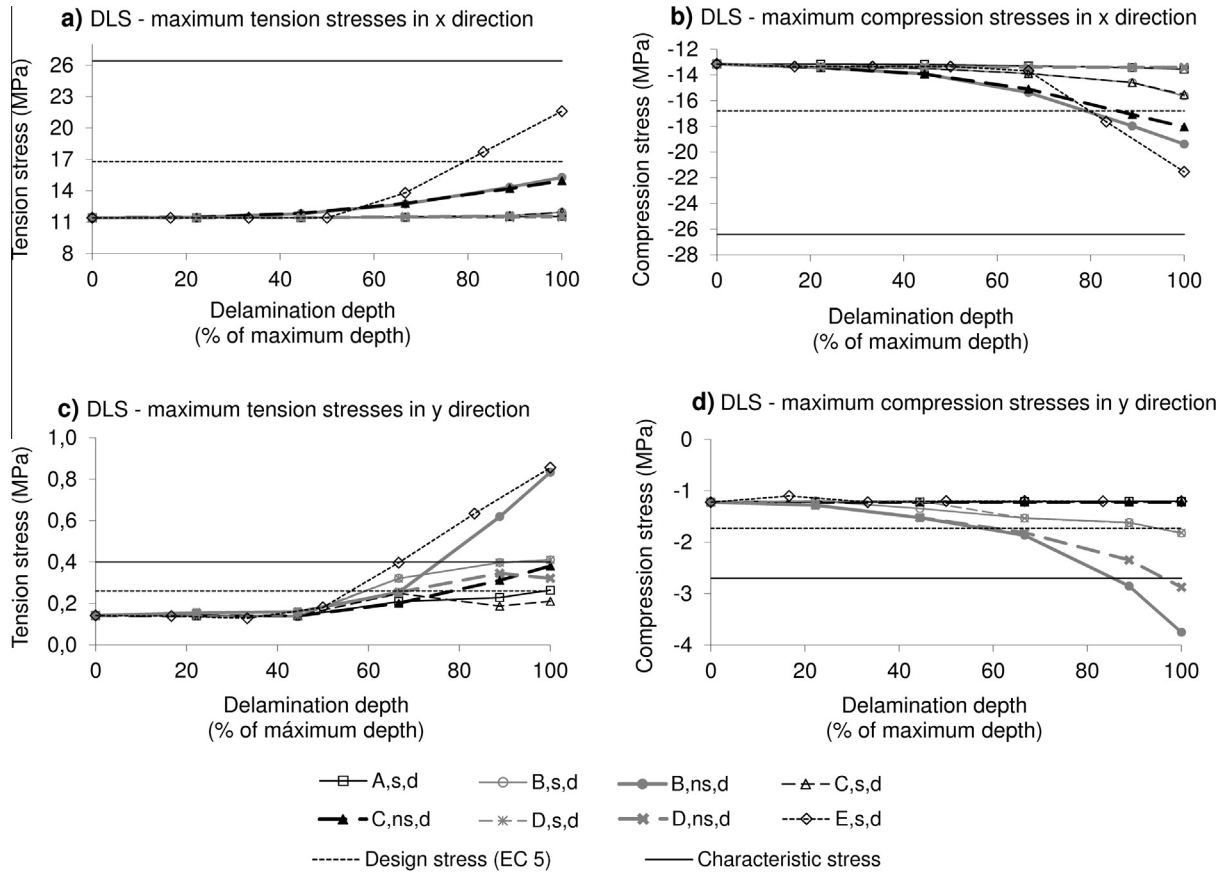 a) DLS - maximum tension stresses in x direction
Tension stress (MPa)
26
23
20
17
14
11
8
0 20 40 60 80 100
Delamination depth
(% of maximum depth)
b) DLS - maximum compression stresses in x direction
Compression stress (MPa)
-12
-14
-16
-18
-20
-22
-24
-26
-28
0 20 40 60 80 100
Delamination depth
(% of maximum depth)
c) DLS - maximum tension stresses in y direction
Tension stress (MPa)
1,0
0,8
0,6
0,4
0,2
0,0
0 20 40 60 80 100
Delamination depth
(% of máximum depth)
d) DLS - maximum compression stresses in y direction
Compression stress (MPa)
0
-1
-2
-3
-4
0 20 40 60 80 100
Delamination depth
(% of maximum depth)
A,s,d B,s,d B,ns,d C,s,d
C,ns,d D,s,d D,ns,d E,s,d
Design stress (EC 5) Characteristic stress